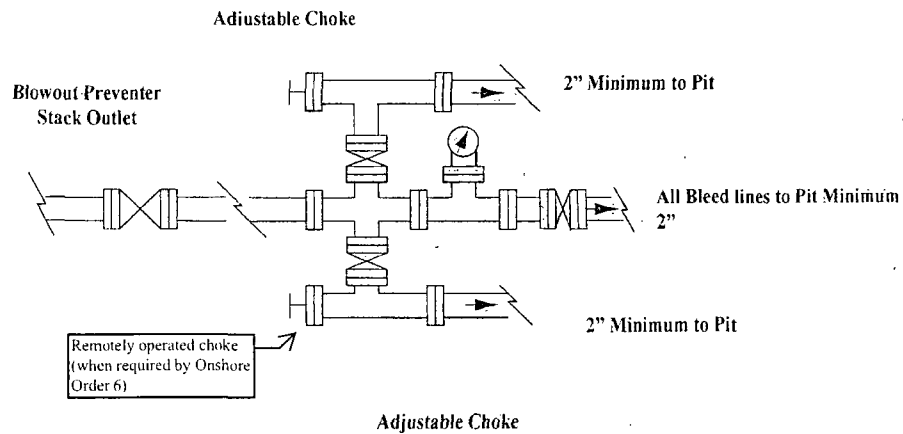 Adiustable Choke
Blowout Preventer
Stack Outlet
2” Minimum to Pit
All Bleed lines to Pit Minimum
2”
2” Minimum to Pit
Remotely operated choke
(when required by Onshore
Order 6)
Adjustable Choke